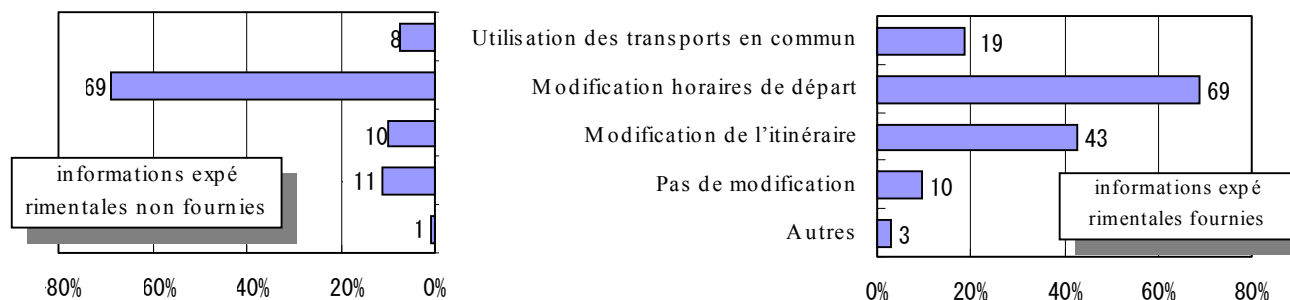 8
69
10
11
1
informations expé
rimentales non fournies
80% 60% 40% 20% 0%
Utilisation des transports en commun
Modification horaires de départ
Modification de l'itinéraire
Pas de modification
Autres
19
69
43
10
3
informations expé
rimentales fournies
0% 20% 40% 60% 80%